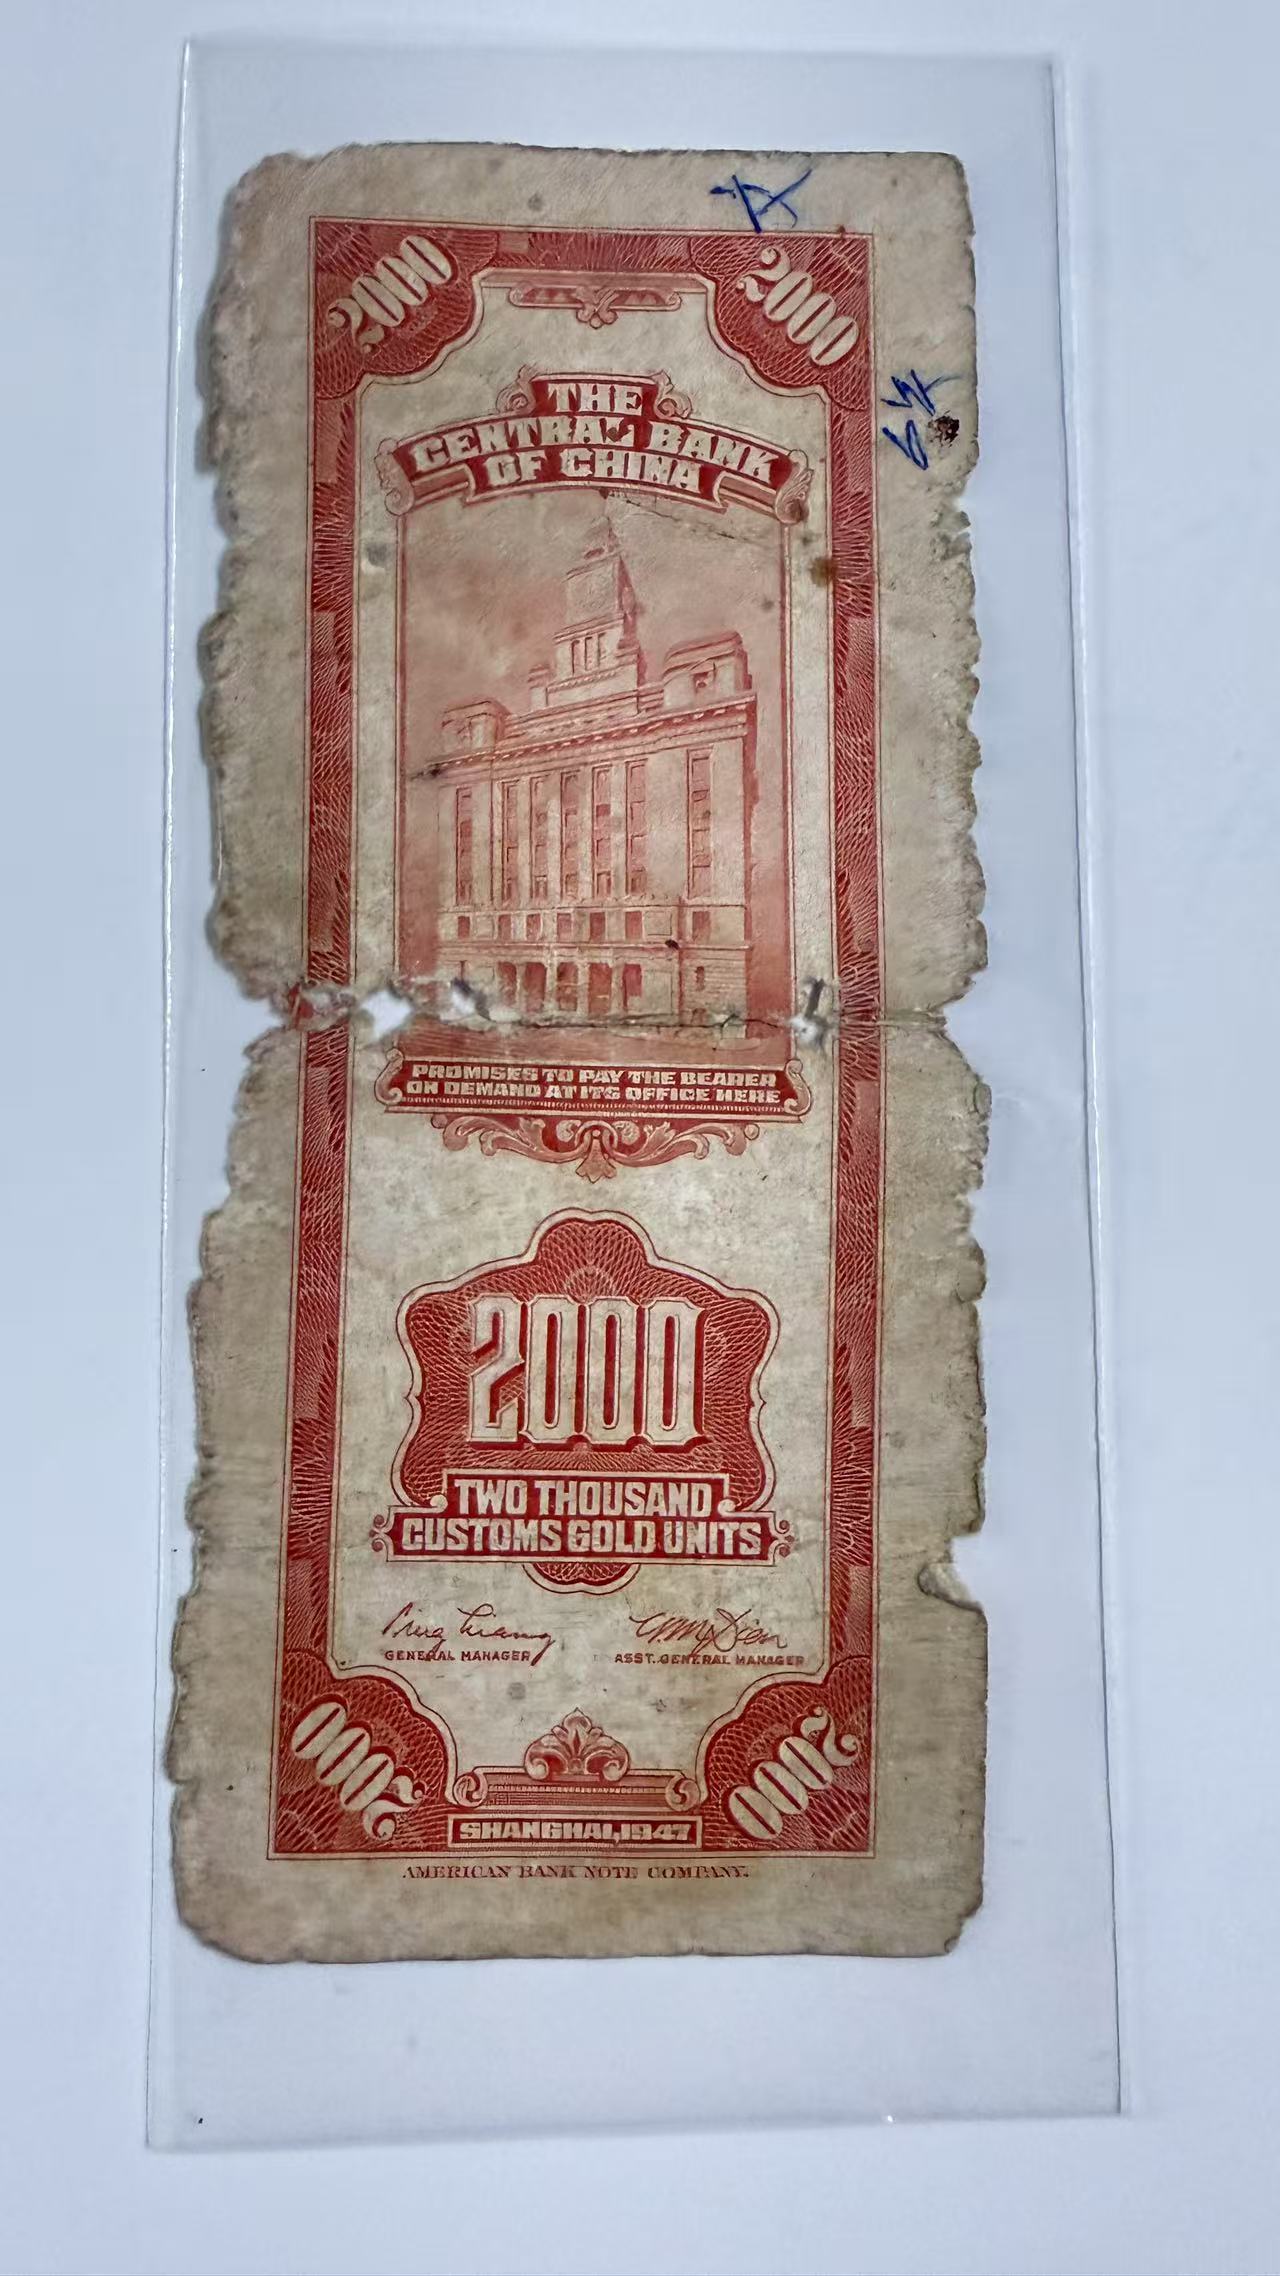 2000 2000
THE
CENTRAL BANK
OF CHINA
PROMISES TO PAY THE BEARER
ON DEMAND AT ITS OFFICE HERE
2000
TWO THOUSAND
CUSTOMS GOLD UNITS
GENERAL MANAGER ASST. GENERAL MANAGER
2000 2000
SHANGHAI, 1947
AMERICAN BANK NOTE COMPANY.